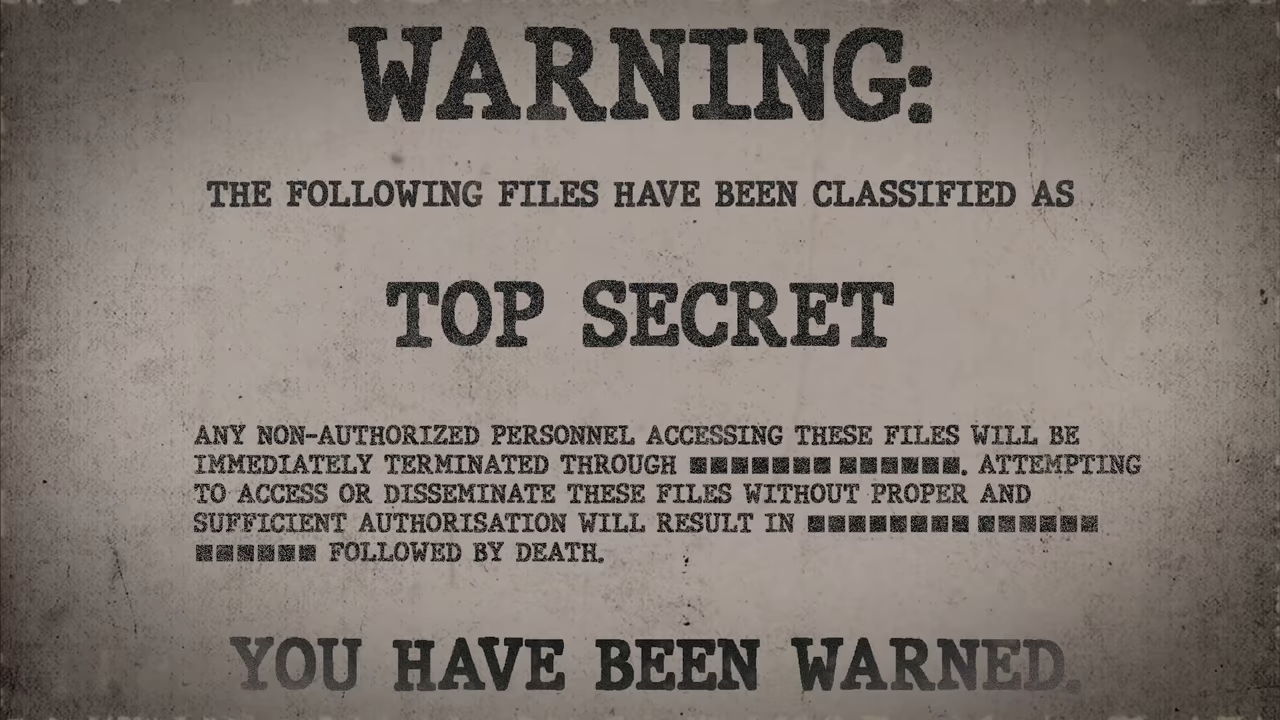 WARNING:
THE FOLLOWING FILES HAVE BEEN CLASSIFIED AS
TOP SECRET
ANY NON-AUTHORIZED PERSONNEL ACCESSING THESE FILES WILL BE
IMMEDIATELY TERMINATED THROUGH ■■■■■■■ ■■■■■■. ATTEMPTING
TO ACCESS OR DISSEMINATE THESE FILES WITHOUT PROPER AND
SUFFICIENT AUTHORISATION WILL RESULT IN ■■■■■■■■ ■■■■■■
■■■■■■ FOLLOWED BY DEATH.
YOU HAVE BEEN WARNED.